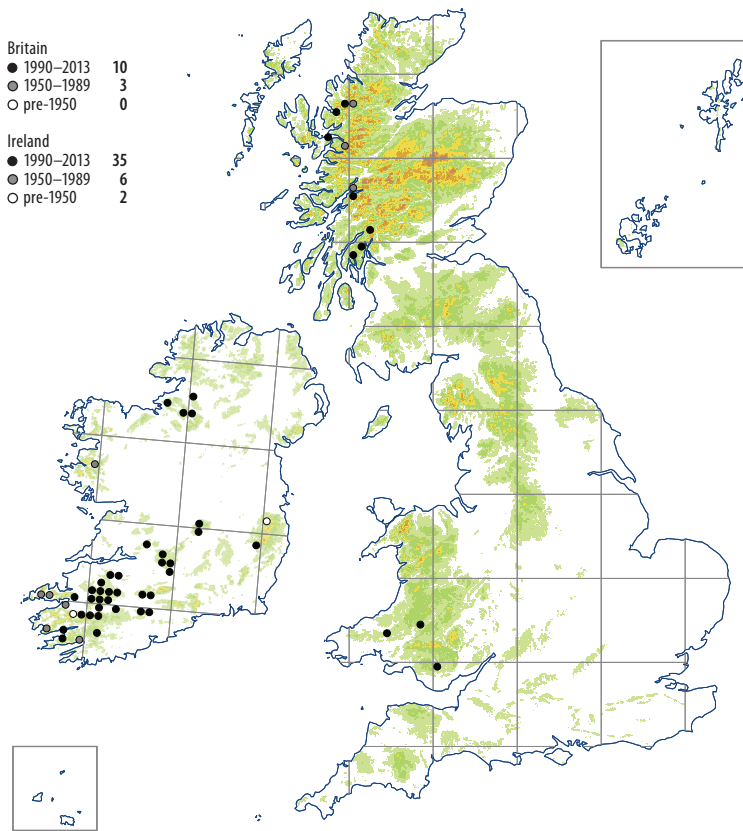 Britain
● 1990–2013 10
● 1950–1989 3
○ pre-1950 0
Ireland
● 1990–2013 35
● 1950–1989 6
○ pre-1950 2